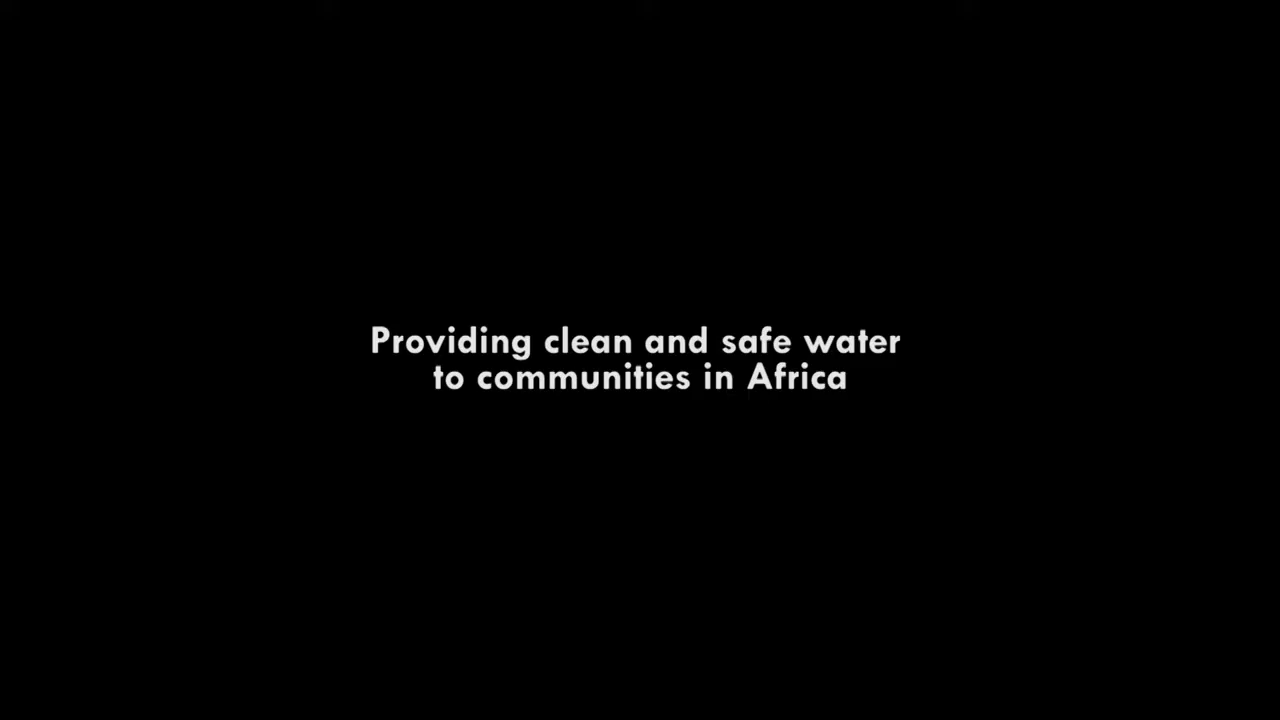 Providing clean and safe water
to communities in Africa